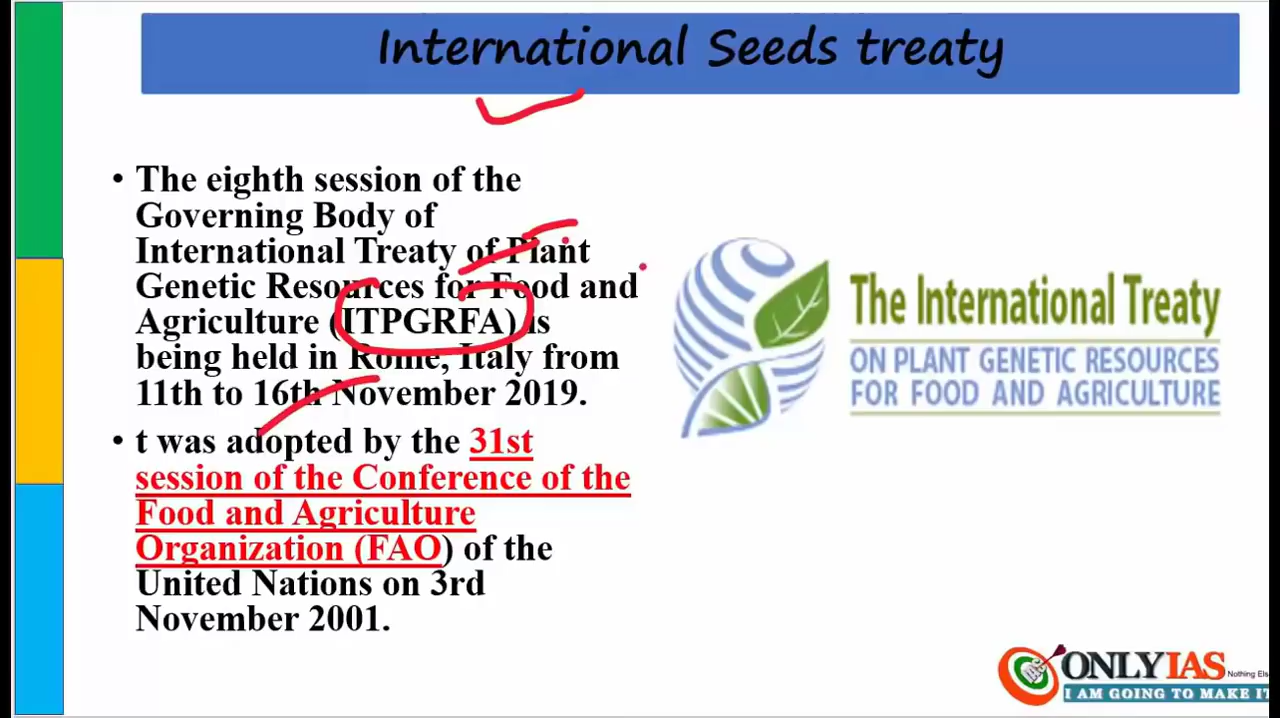 International Seeds treaty
• The eighth session of the
Governing Body of
International Treaty of Plant
Genetic Resources for Food and
Agriculture (ITPGRFA) is
being held in Rome, Italy from
11th to 16th November 2019.
• t was adopted by the 31st
session of the Conference of the
Food and Agriculture
Organization (FAO) of the
United Nations on 3rd
November 2001.
The International Treaty
ON PLANT GENETIC RESOURCES
FOR FOOD AND AGRICULTURE
IAS
ONLYIAS
Nothing Els
I AM GOING TO MAKE IT